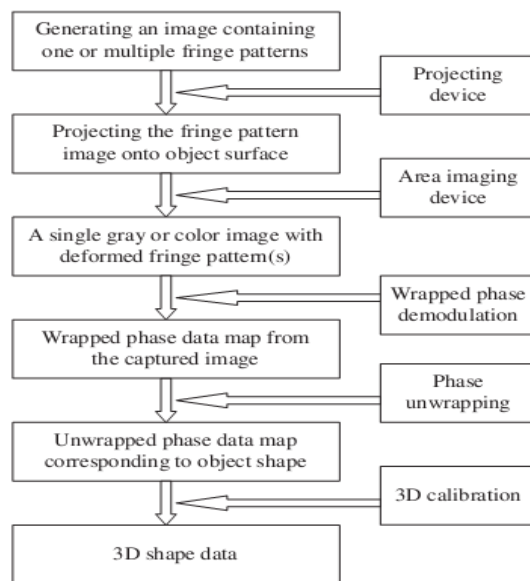 Generating an image containing
one or multiple fringe patterns
Projecting
device
Projecting the fringe pattern
image onto object surface
Area imaging
device
A single gray or color image with
deformed fringe pattern(s)
Wrapped phase
demodulation
Wrapped phase data map from
the captured image
Phase
unwrapping
Unwrapped phase data map
corresponding to object shape
3D calibration
3D shape data